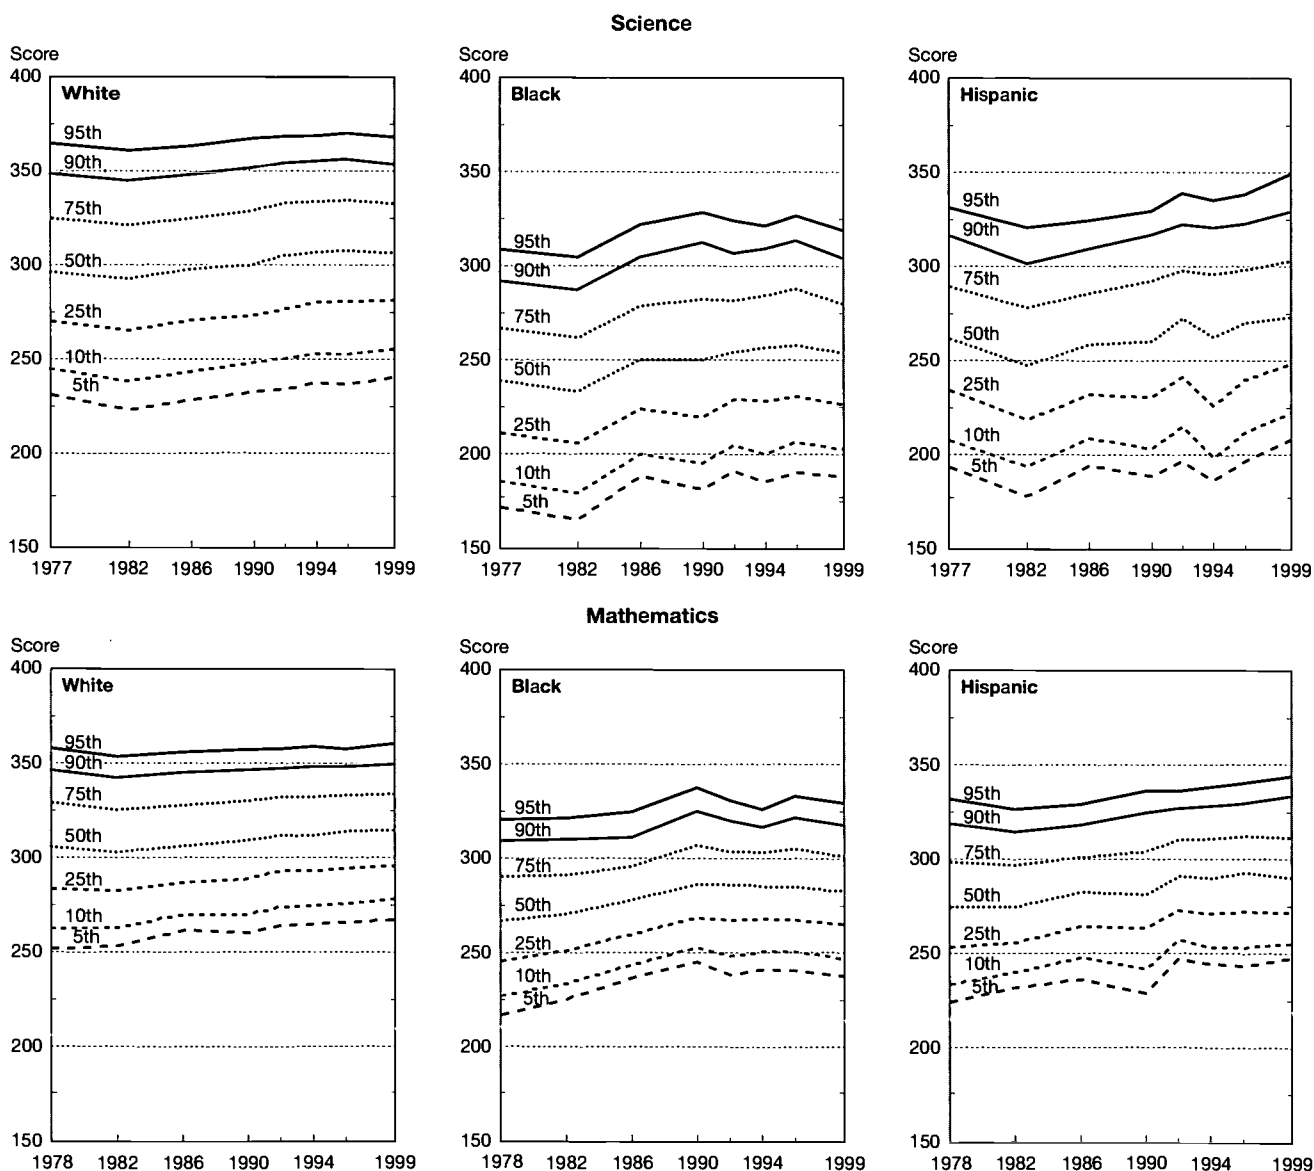 Science
Score Score Score
400 400 400
White Black Hispanic
95th
90th 95th
350 350 350
75th 90th
95th
50th 75th
300 90th 300 300
25th 75th 50th
10th 50th
250 250 250
5th 25th
25th 10th
200 10th 200 200
5th 5th
150 150 150
1977 1982 1986 1990 1994 1999 1977 1982 1986 1990 1994 1999 1977 1982 1986 1990 1994 1999
Mathematics
Score Score Score
400 400 400
White Black Hispanic
95th
350 90th 350 350
75th 95th 95th
90th 90th
50th
300 300 75th 300 75th
25th 50th 50th
10th 25th 25th
5th
250 250 10th 250 10th
5th 5th
200 200 200
150 150 150
1978 1982 1986 1990 1994 1999 1978 1982 1986 1990 1994 1999 1978 1982 1986 1990 1994 1999